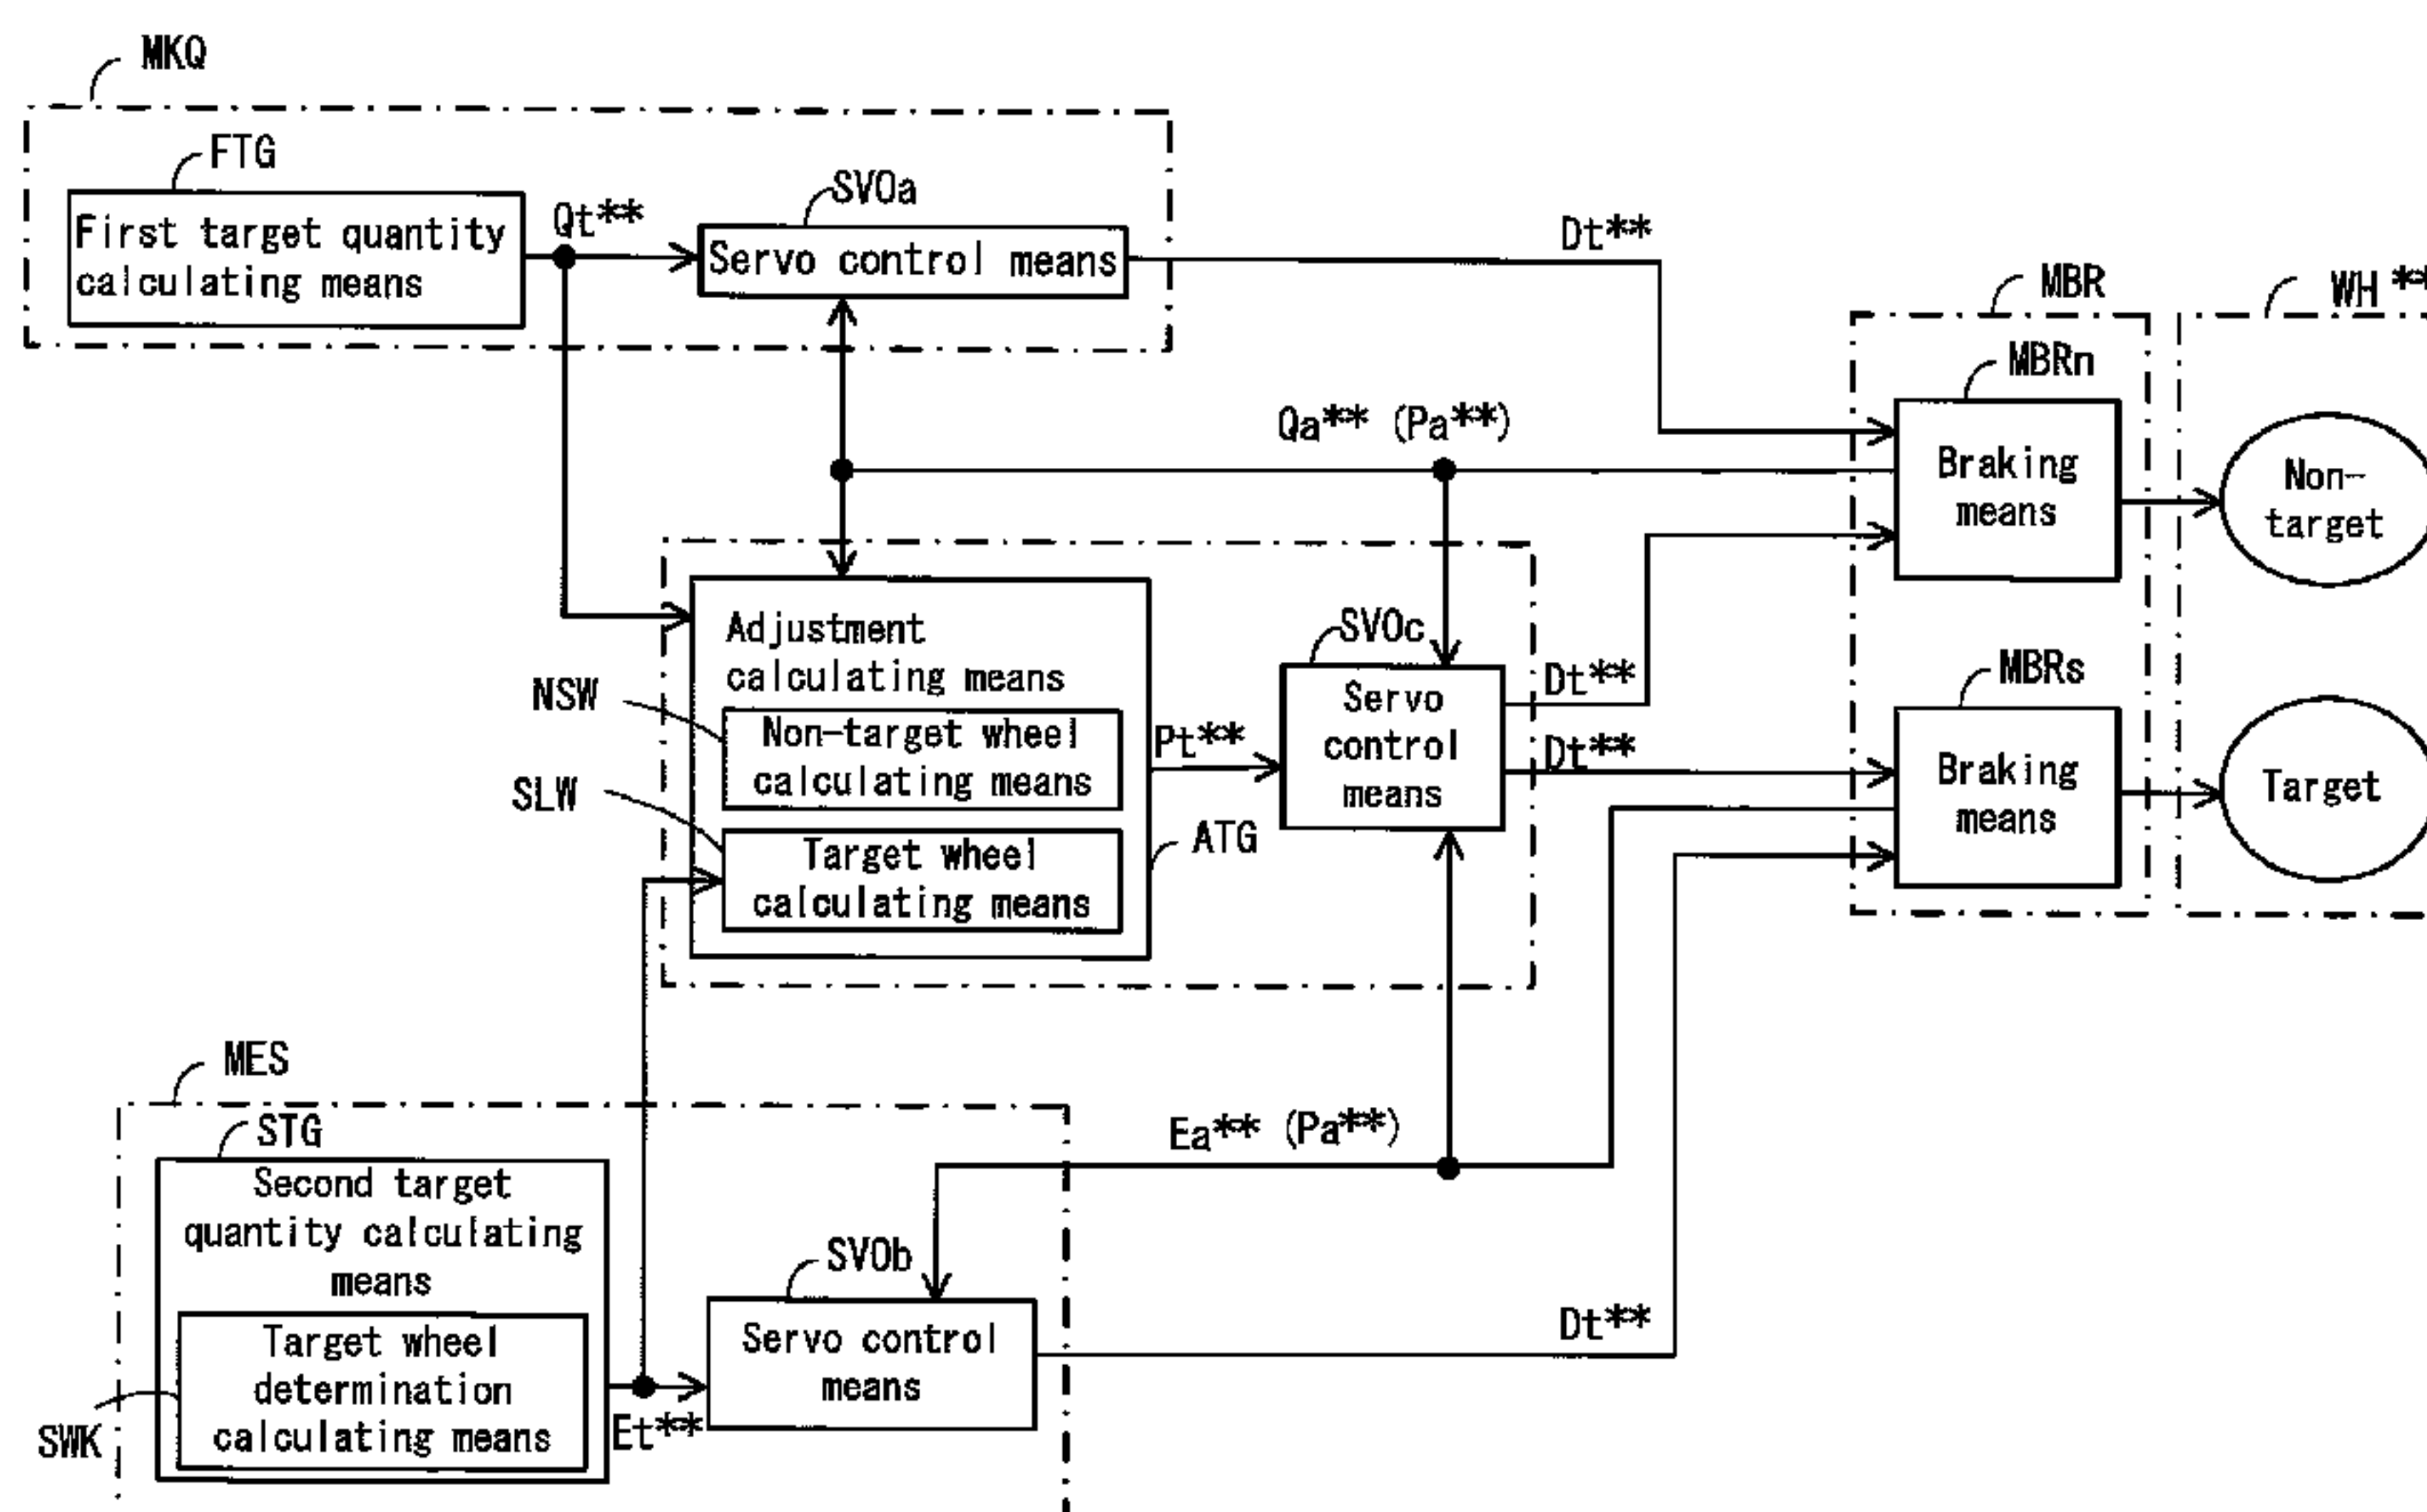 MKQ
FTG
First target quantity
calculating means
Qt**
SVOa
Servo control means
Dt**
MBR
WH **
MBRn
Braking
means
Non-
target
Qa** (Pa**)
Adjustment
calculating means
NSW
Non-target wheel
calculating means
SLW
Target wheel
calculating means
ATG
Pt**
SVOc
Servo
control
means
Dt**
Dt**
MBRs
Braking
means
Target
MES
STG
Second target
quantity calculating
means
Target wheel
determination
calculating means
SWK
Et**
Ea** (Pa**)
SVOb
Servo control
means
Dt**